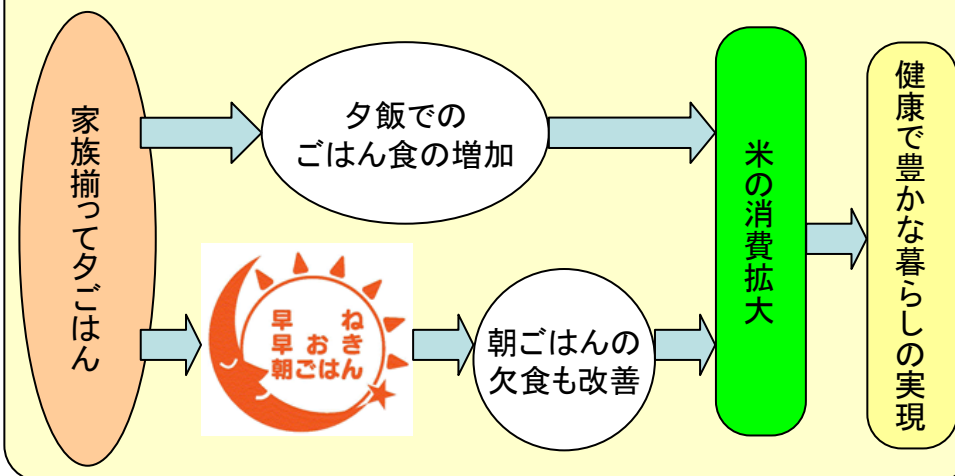 家族揃って夕ごはん
夕飯での
ごはん食の増加
早ね
早おき
朝ごはん
朝ごはんの
欠食も改善
米の消費拡大
健康で豊かな暮らしの実現